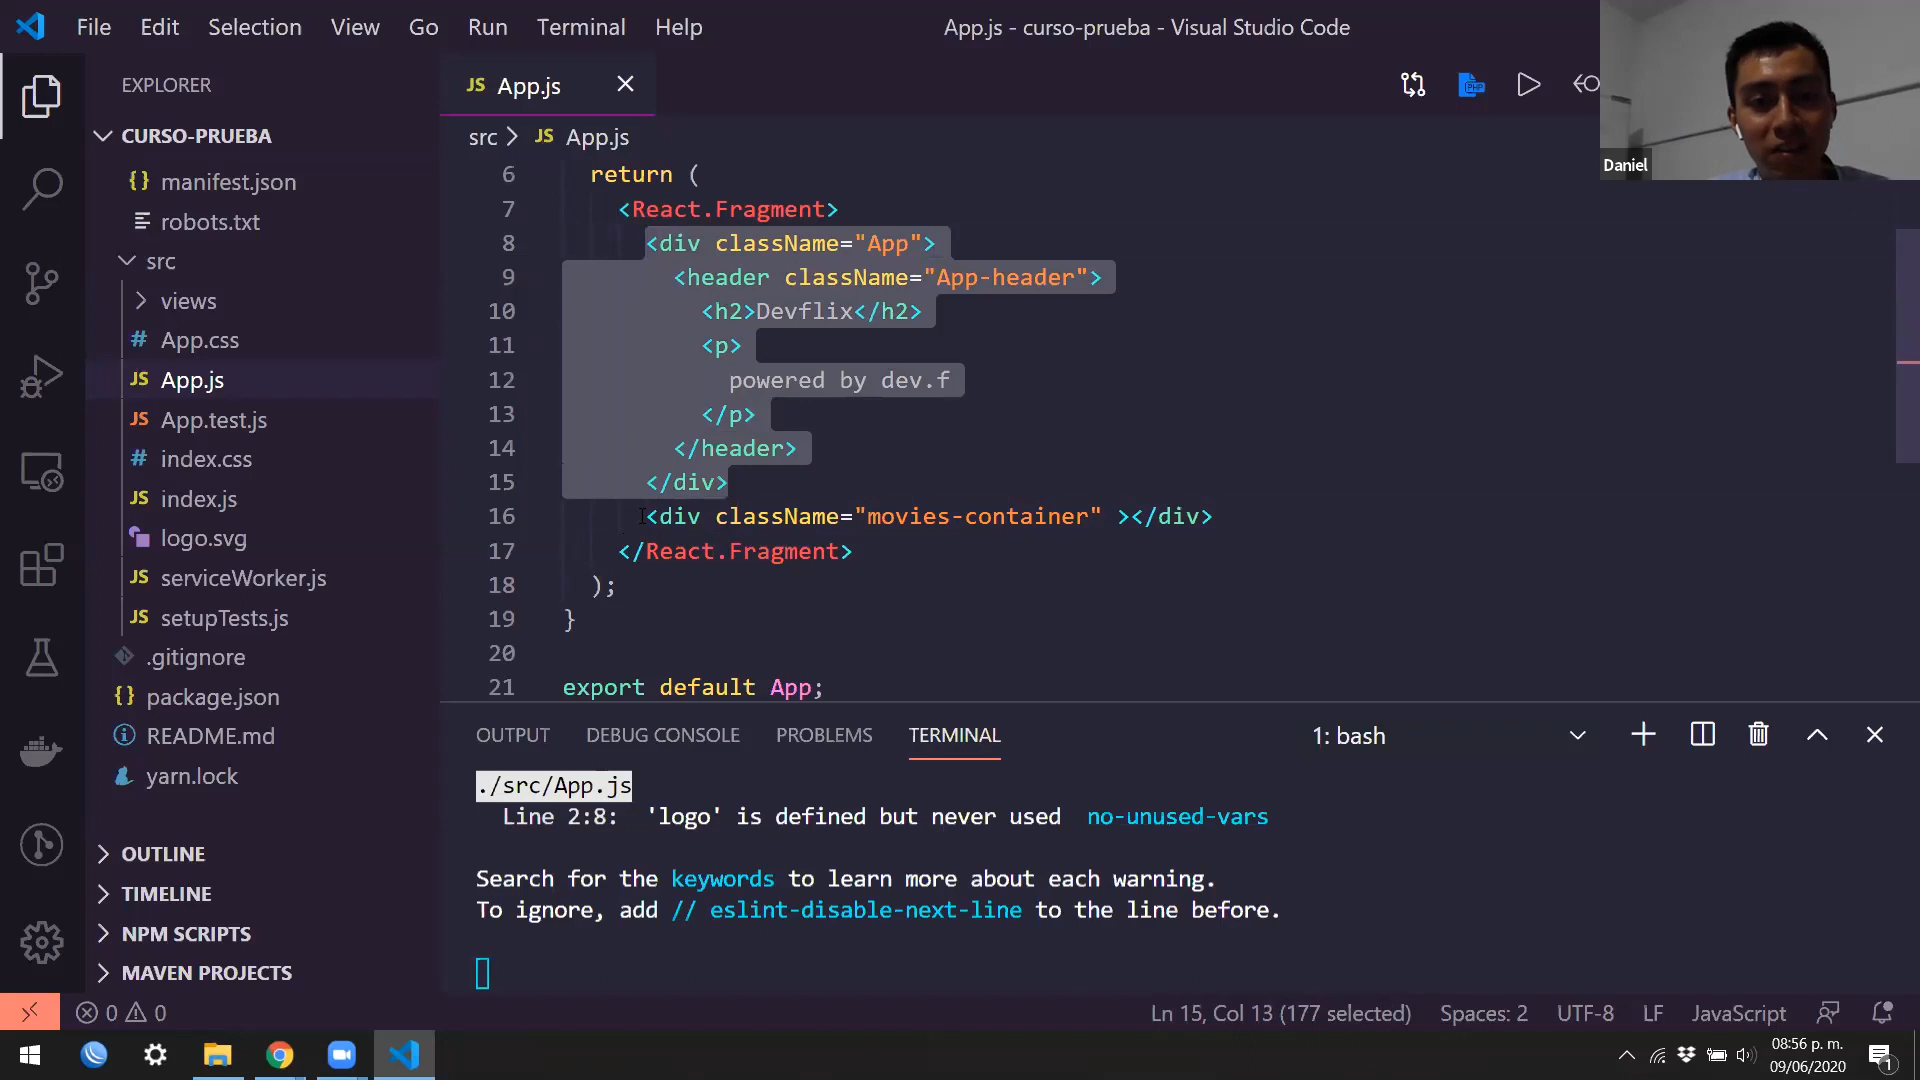 File Edit Selection View Go Run Terminal Help
App.js - curso-prueba - Visual Studio Code
Daniel
EXPLORER
CURSO-PRUEBA
{} manifest.json
robots.txt
src
views
# App.css
JS App.js
JS App.test.js
# index.css
JS index.js
logo.svg
JS serviceWorker.js
JS setupTests.js
.gitignore
{} package.json
README.md
yarn.lock
OUTLINE
TIMELINE
NPM SCRIPTS
MAVEN PROJECTS
JS App.js
PHP
src > JS App.js
6 return (
7 <React.Fragment>
8 <div className="App">
9 <header className="App-header">
10 <h2>Devflix</h2>
11 <p>
12 powered by dev.f
13 </p>
14 </header>
15 </div>
16 <div className="movies-container" ></div>
17 </React.Fragment>
18 );
19 }
20
21 export default App;
OUTPUT DEBUG CONSOLE PROBLEMS TERMINAL
1: bash
./src/App.js
Line 2:8: 'logo' is defined but never used no-unused-vars
Search for the keywords to learn more about each warning.
To ignore, add // eslint-disable-next-line to the line before.
0 0
Ln 15, Col 13 (177 selected) Spaces: 2 UTF-8 LF JavaScript
08:56 p. m.
09/06/2020
1